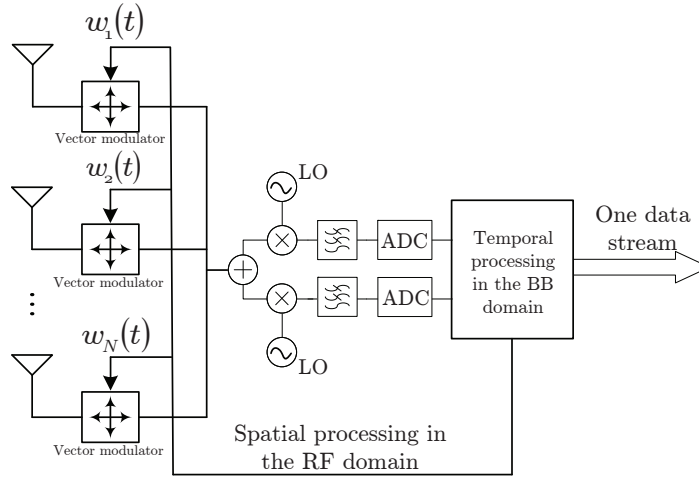 w₁(t)
Vector modulator
w₂(t)
Vector modulator
...
w_N(t)
Vector modulator
LO
ADC
ADC
LO
Temporal
processing
in the BB
domain
One data
stream
Spatial processing in
the RF domain